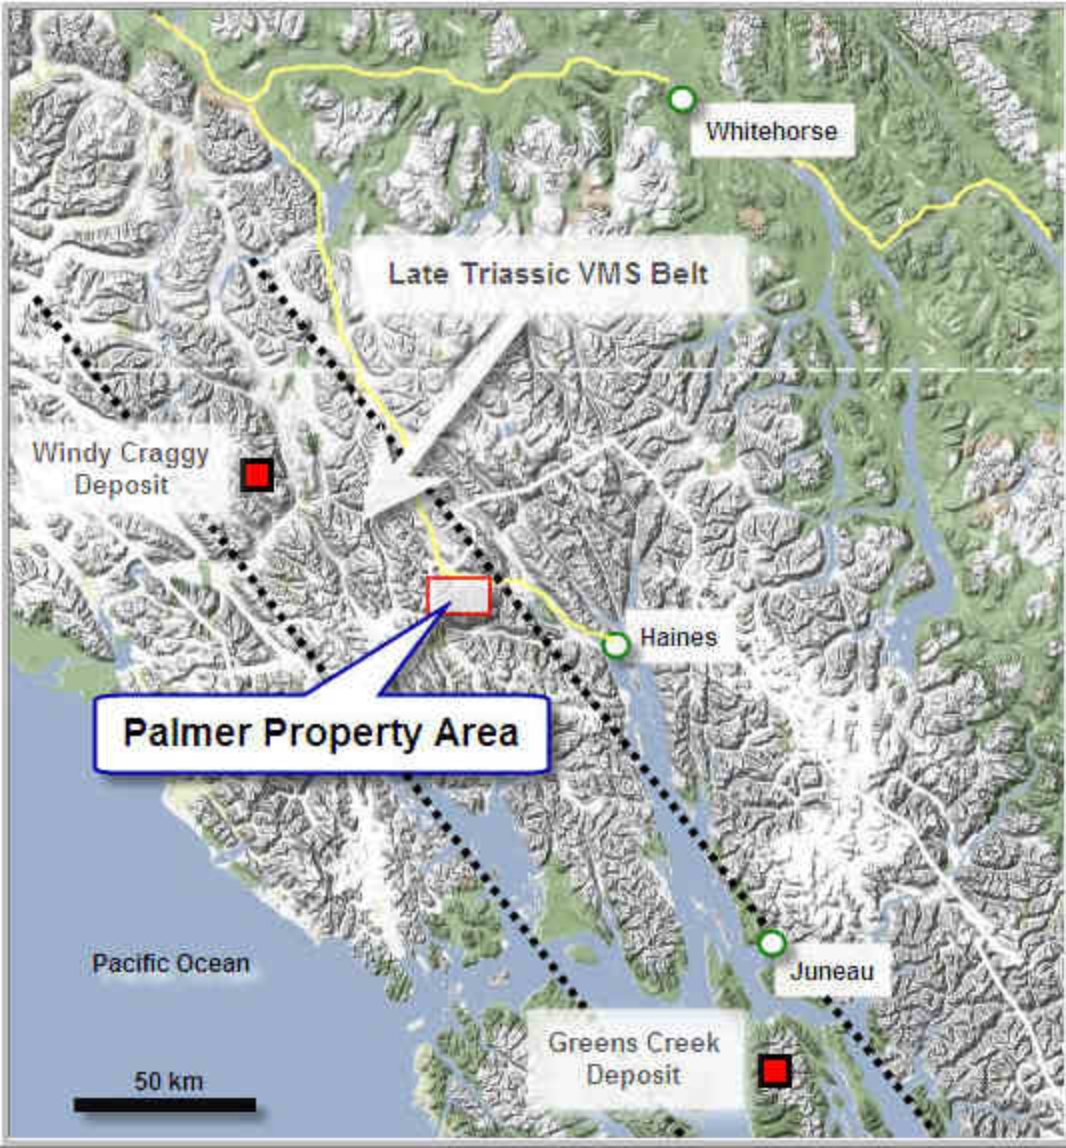 Whitehorse
Late Triassic VMS Belt
Windy Craggy
Deposit
Haines
Palmer Property Area
Pacific Ocean
Juneau
Greens Creek
Deposit
50 km